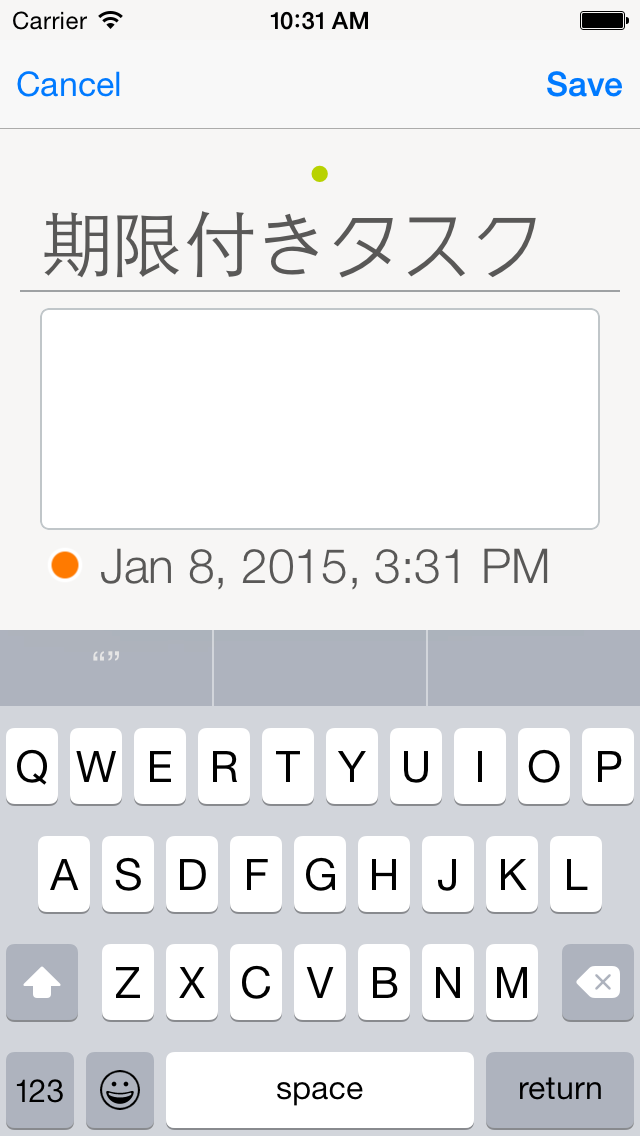 Carrier 10:31 AM
Cancel Save
期限付きタスク
Jan 8, 2015, 3:31 PM
“”
Q W E R T Y U I O P
A S D F G H J K L
Z X C V B N M
123 space return